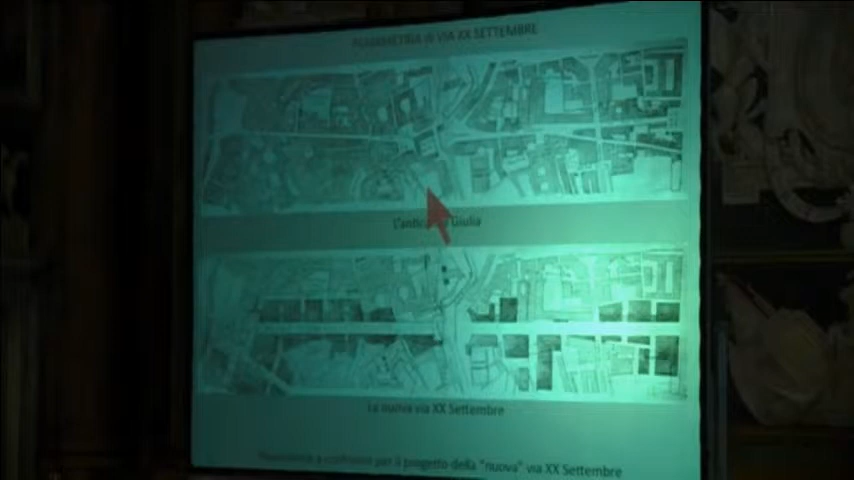 PLANIMETRIA di VIA XX SETTEMBRE
L'antica Giulia
La nuova via XX Settembre
a confronto per il progetto della "nuova" via XX Settembre